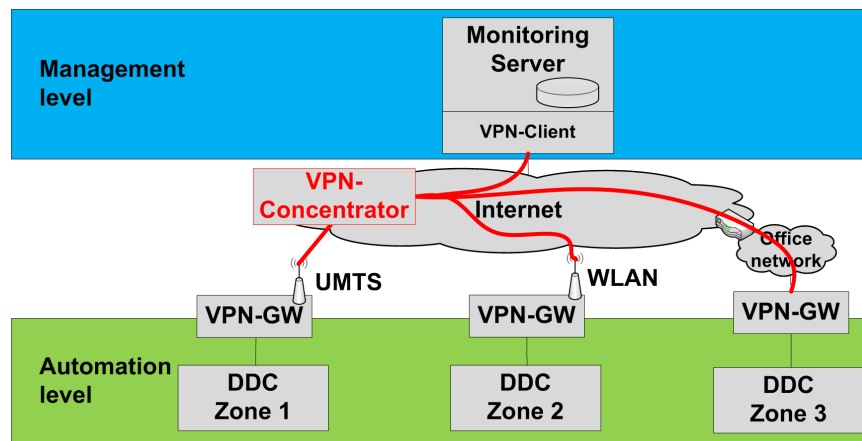 Management
level
Monitoring
Server
VPN-Client
VPN-
Concentrator
Internet
Office
network
UMTS
WLAN
VPN-GW
VPN-GW
VPN-GW
Automation
level
DDC
Zone 1
DDC
Zone 2
DDC
Zone 3